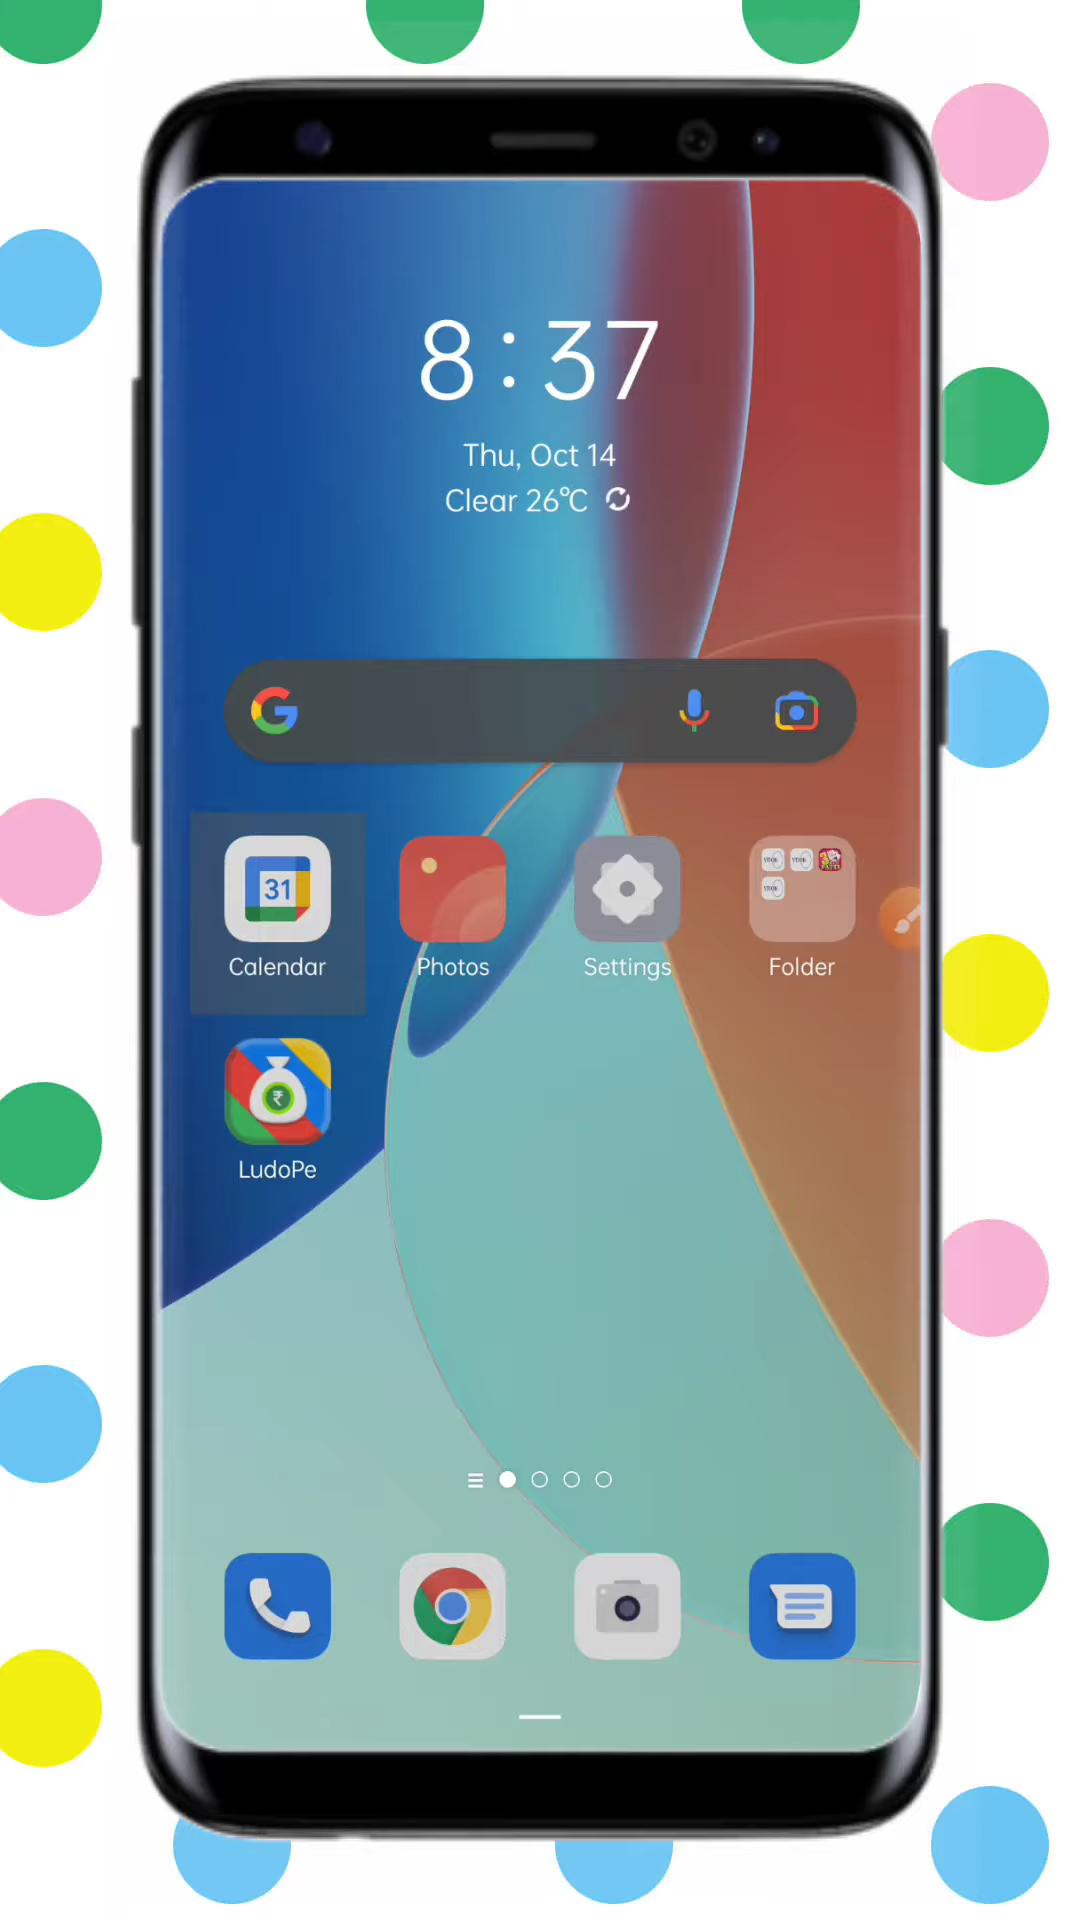 8:37
Thu, Oct 14
Clear 26°C
31
Calendar
Photos
Settings
Folder
₹
LudoPe